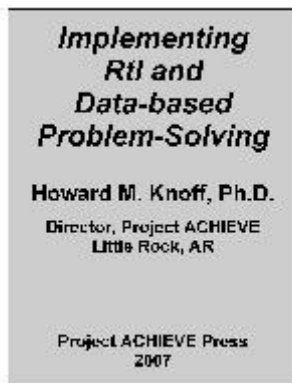 Implementing
RtI and
Data-based
Problem-Solving
Howard M. Knoff, Ph.D.
Director, Project ACHIEVE
Little Rock, AR
Project ACHIEVE Press
2007